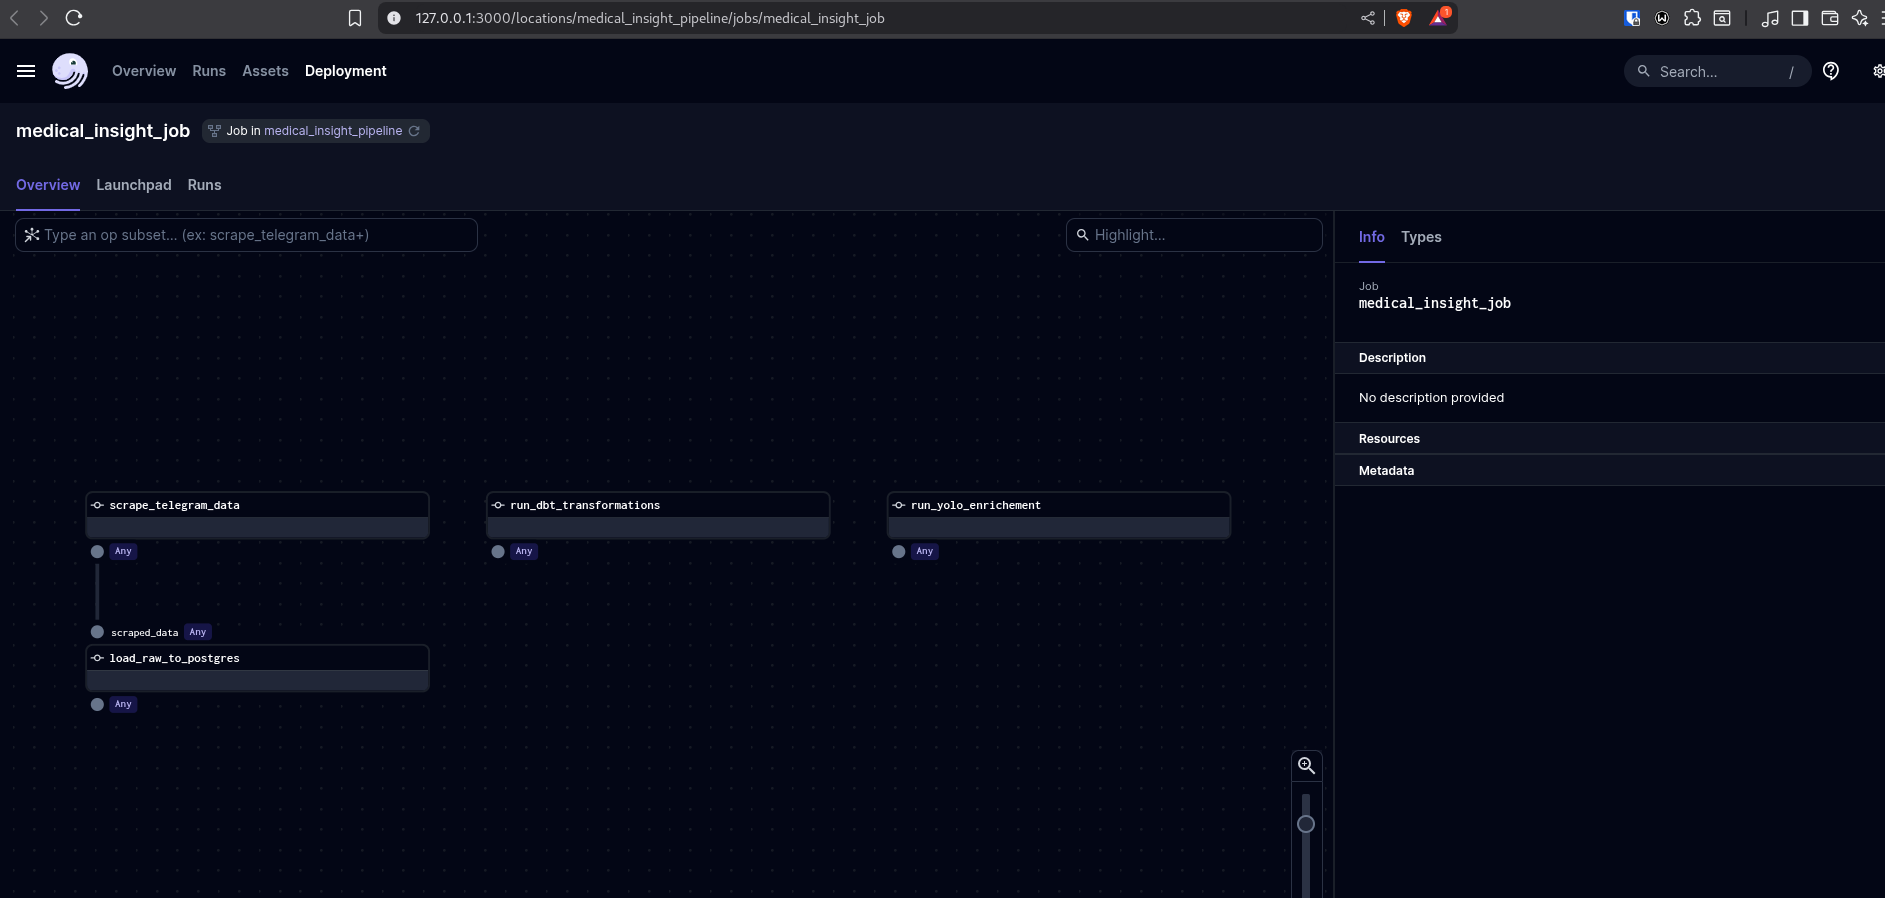 127.0.0.1:3000/locations/medical_insight_pipeline/jobs/medical_insight_job
1
Overview Runs Assets Deployment
Search... /
medical_insight_job
Job in medical_insight_pipeline
Overview Launchpad Runs
Type an op subset... (ex: scrape_telegram_data+)
Highlight...
Info Types
Job
medical_insight_job
Description
No description provided
Resources
Metadata
scrape_telegram_data
run_dbt_transformations
run_yolo_enrichement
Any
Any
Any
scraped_data Any
load_raw_to_postgres
Any